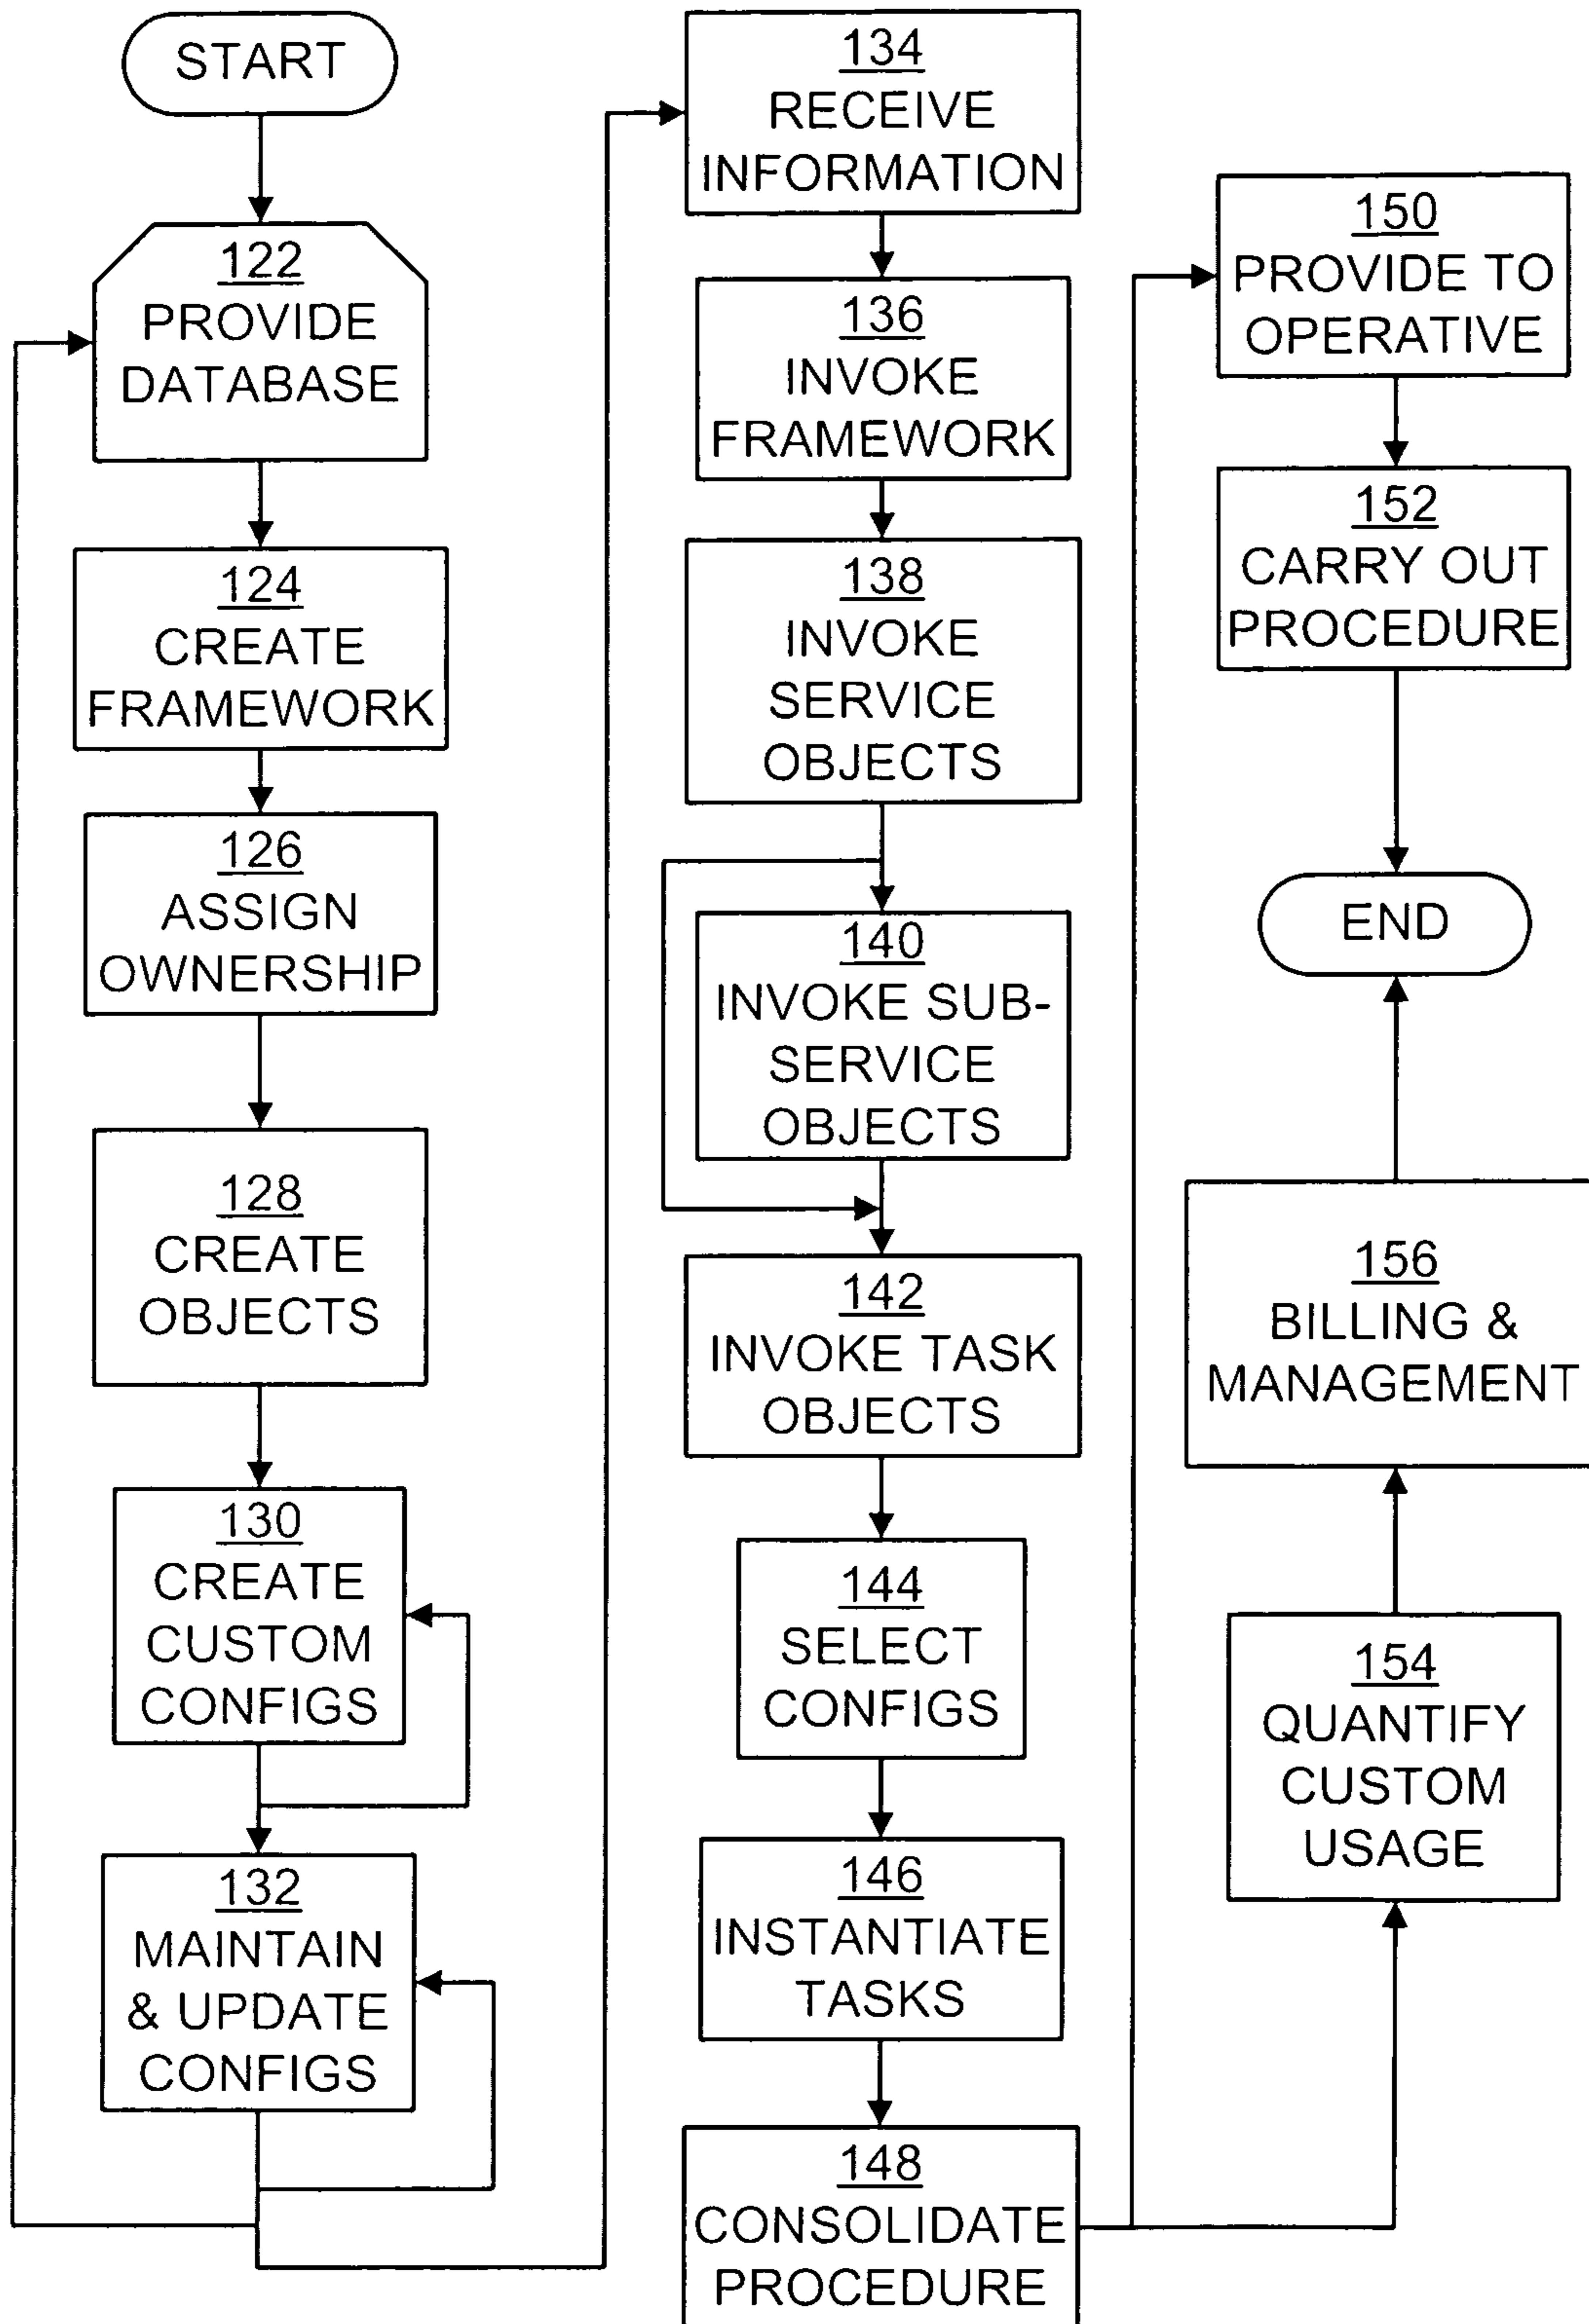 START
122
PROVIDE
DATABASE
124
CREATE
FRAMEWORK
126
ASSIGN
OWNERSHIP
128
CREATE
OBJECTS
130
CREATE
CUSTOM
CONFIGS
132
MAINTAIN
& UPDATE
CONFIGS
134
RECEIVE
INFORMATION
136
INVOKE
FRAMEWORK
138
INVOKE
SERVICE
OBJECTS
140
INVOKE SUB-
SERVICE
OBJECTS
142
INVOKE TASK
OBJECTS
144
SELECT
CONFIGS
146
INSTANTIATE
TASKS
148
CONSOLIDATE
PROCEDURE
150
PROVIDE TO
OPERATIVE
152
CARRY OUT
PROCEDURE
END
156
BILLING &
MANAGEMENT
154
QUANTIFY
CUSTOM
USAGE